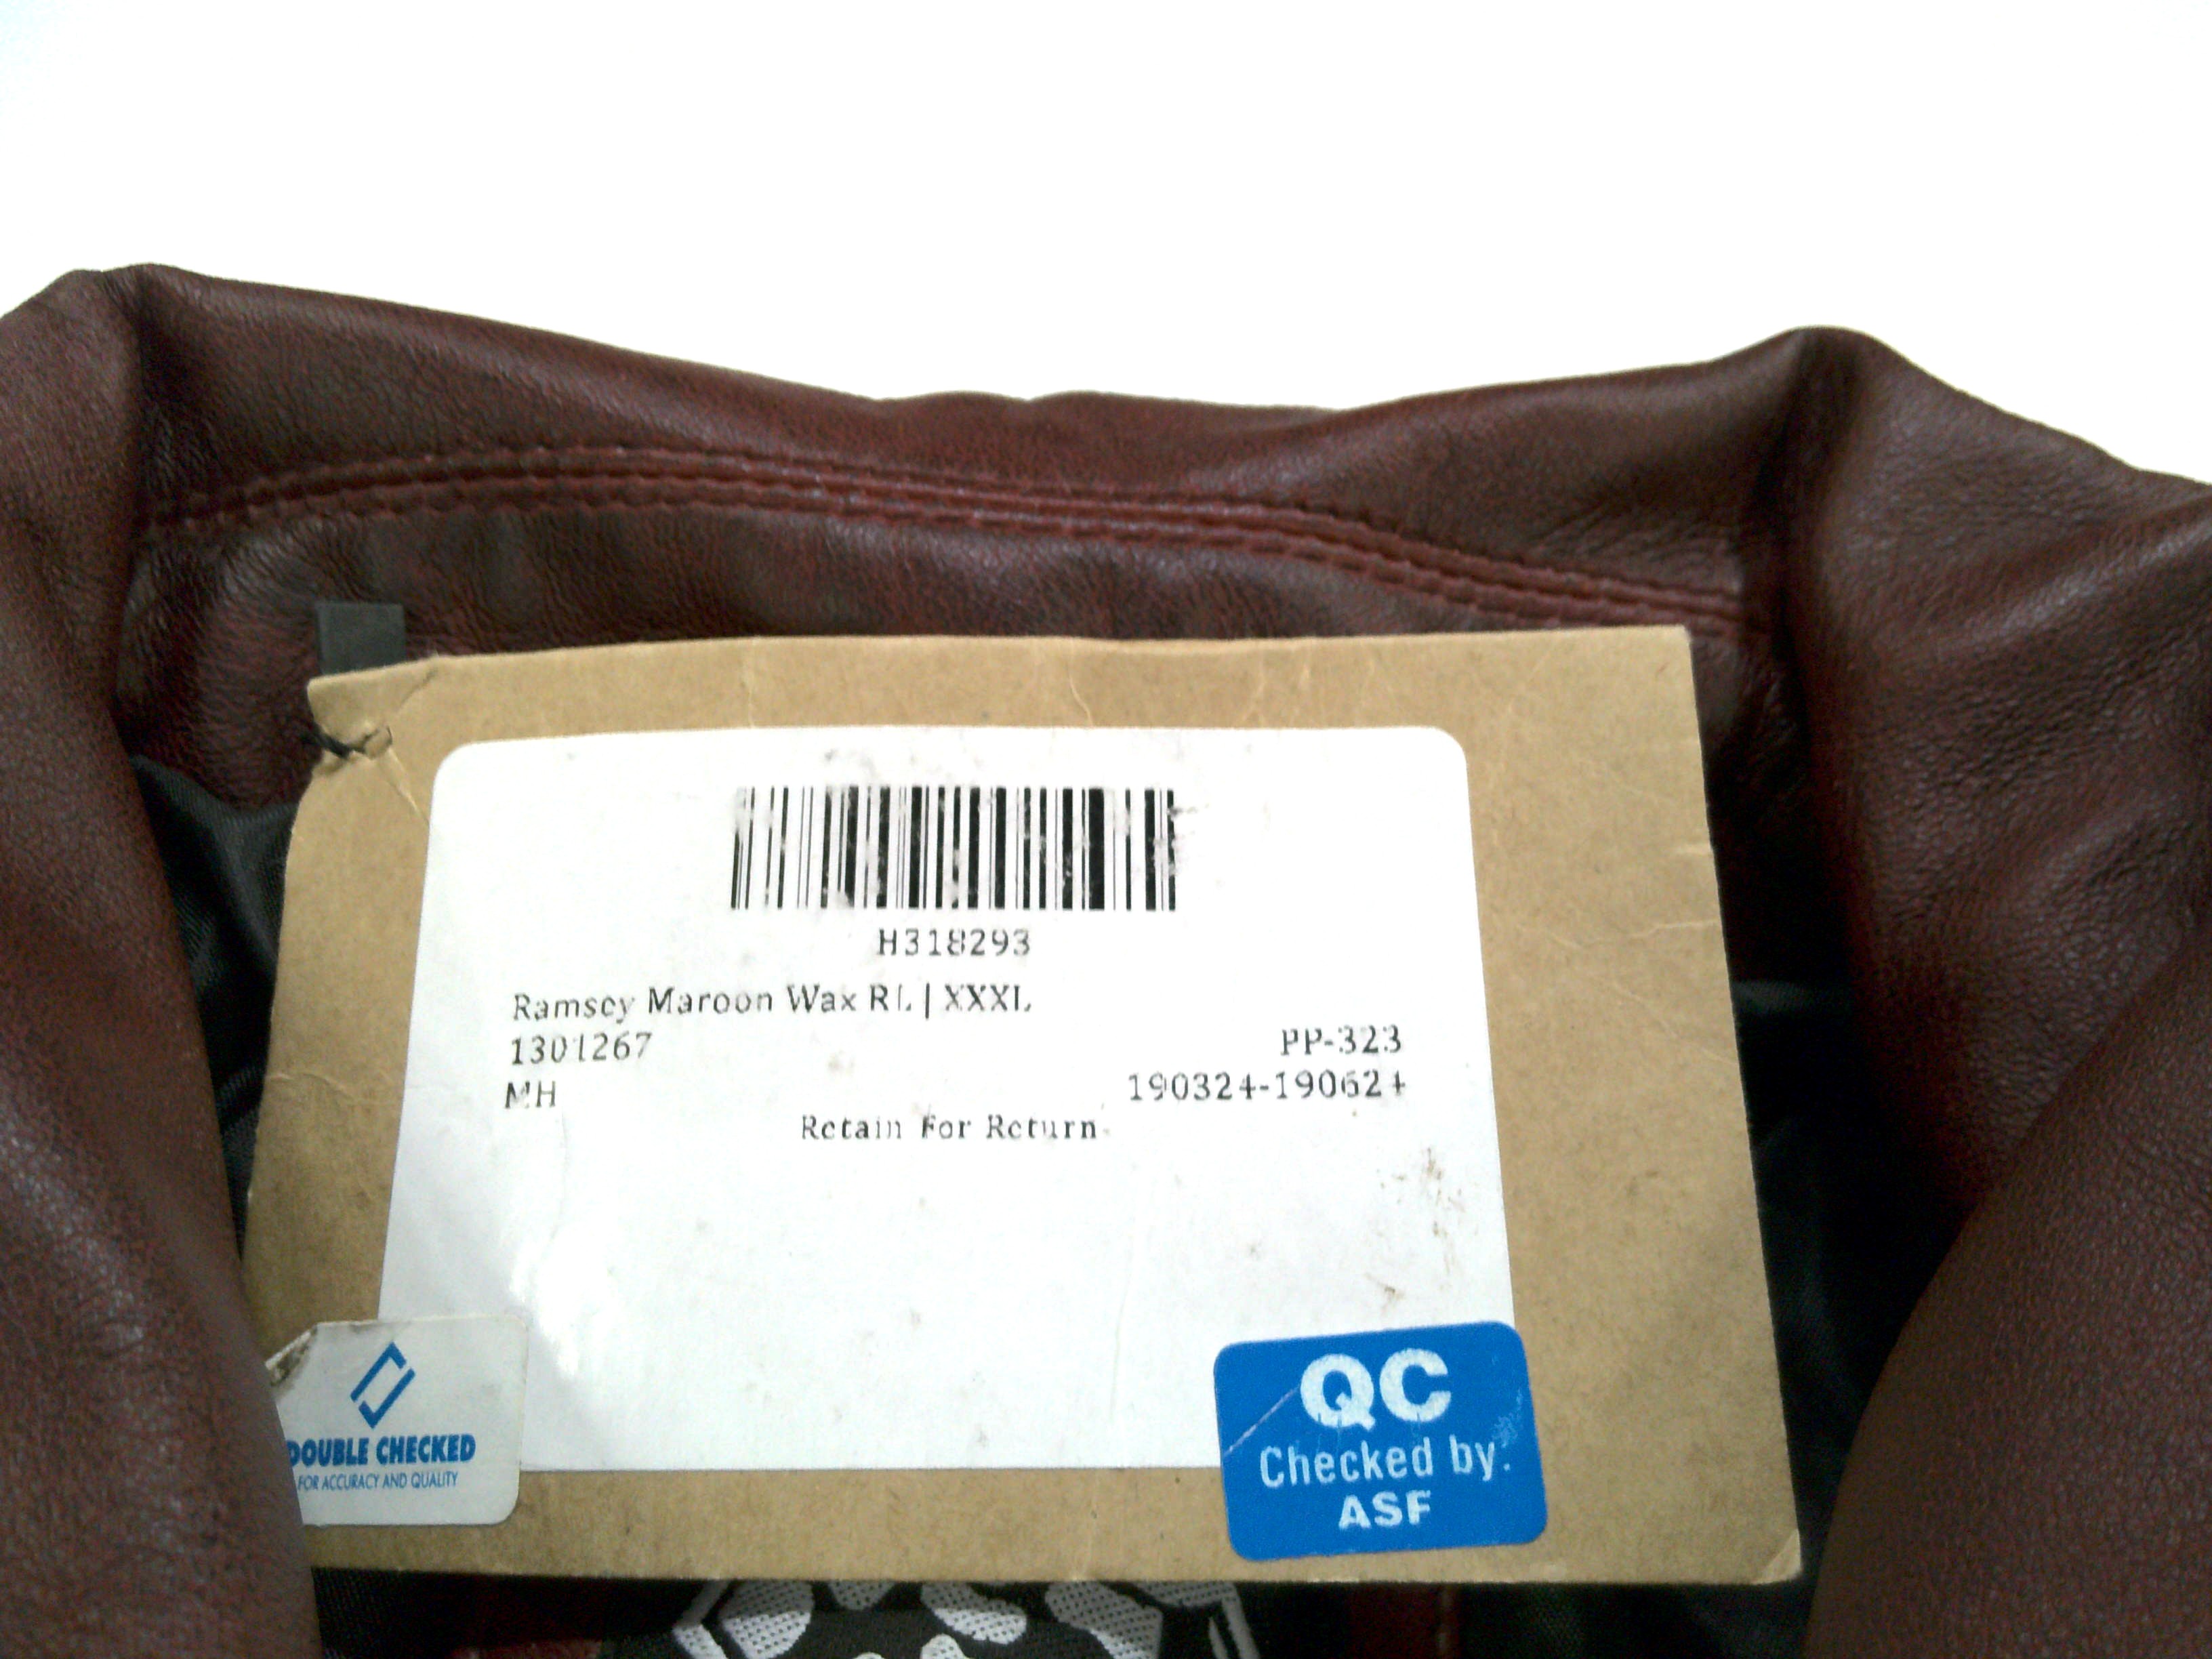 H318293
Ramsey Maroon Wax RL | XXXL
1301267
PP-323
MH
190324-190624
Retain For Return
DOUBLE CHECKED
FOR ACCURACY AND QUALITY
QC
Checked by:
ASF